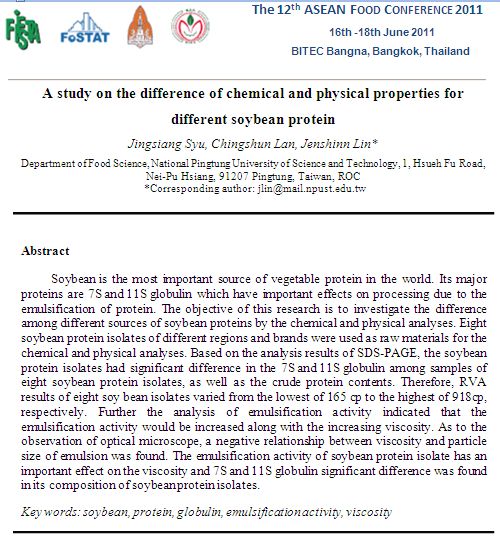 The 12th ASEAN FOOD CONFERENCE 2011
16th -18th June 2011
BITEC Bangna, Bangkok, Thailand
FoSTAT
A study on the difference of chemical and physical properties for
different soybean protein
Jingsiang Syu, Chingshun Lan, Jenshinn Lin*
Department of Food Science, National Pingtung University of Science and Technology, 1, Hsueh Fu Road,
Nei-Pu Hsiang, 91207 Pingtung, Taiwan, ROC
*Corresponding author: jlin@mail.npust.edu.tw
Abstract
Soybean is the most important source of vegetable protein in the world. Its major
proteins are 7S and 11S globulin which have important effects on processing due to the
emulsification of protein. The objective of this research is to investigate the difference
among different sources of soybean proteins by the chemical and physical analyses. Eight
soybean protein isolates of different regions and brands were used as raw materials for the
chemical and physical analyses. Based on the analysis results of SDS-PAGE, the soybean
protein isolates had significant difference in the 7S and 11S globulin among samples of
eight soybean protein isolates, as well as the crude protein contents. Therefore, RVA
results of eight soy bean isolates varied from the lowest of 165 cp to the highest of 918cp,
respectively. Further the analysis of emulsification activity indicated that the
emulsification activity would be increased along with the increasing viscosity. As to the
observation of optical microscope, a negative relationship between viscosity and particle
size of emulsion was found. The emulsification activity of soybean protein isolate has an
important effect on the viscosity and 7S and 11S globulin significant difference was found
in its composition of soybean protein isolates.
Key words: soybean, protein, globulin, emulsification activity, viscosity